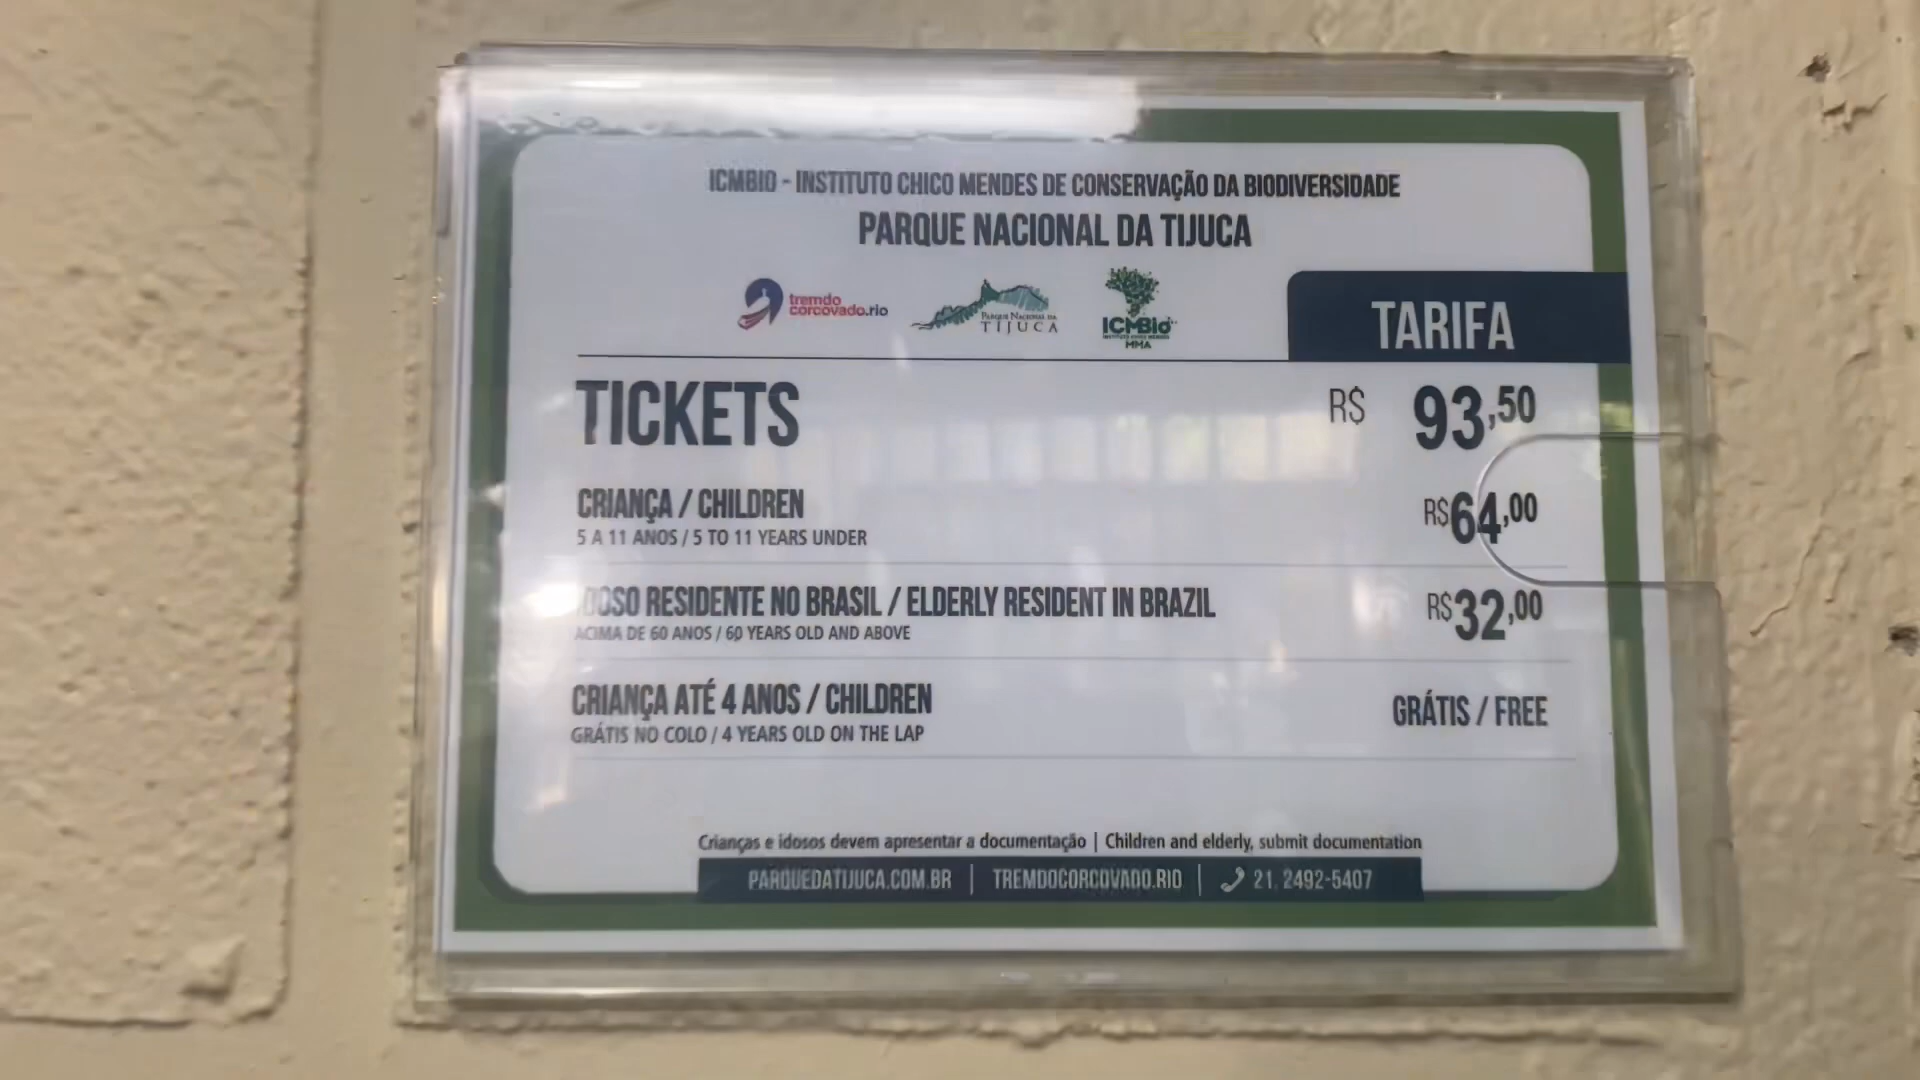 ICMBIO - INSTITUTO CHICO MENDES DE CONSERVAÇÃO DA BIODIVERSIDADE
PARQUE NACIONAL DA TIJUCA
tremdo
corcovado.rio
PARQUE NACIONAL DA
TIJUCA
ICMBio
MMA
TARIFA
TICKETS R$ 93,50
CRIANÇA / CHILDREN R$64,00
5 A 11 ANOS / 5 TO 11 YEARS UNDER
IDOSO RESIDENTE NO BRASIL / ELDERLY RESIDENT IN BRAZIL R$32,00
ACIMA DE 60 ANOS / 60 YEARS OLD AND ABOVE
CRIANÇA ATÉ 4 ANOS / CHILDREN GRÁTIS / FREE
GRÁTIS NO COLO / 4 YEARS OLD ON THE LAP
Crianças e idosos devem apresentar a documentação | Children and elderly, submit documentation
PARQUEDATIJUCA.COM.BR | TREMDOCORCOVADO.RIO | 21 2492-5407